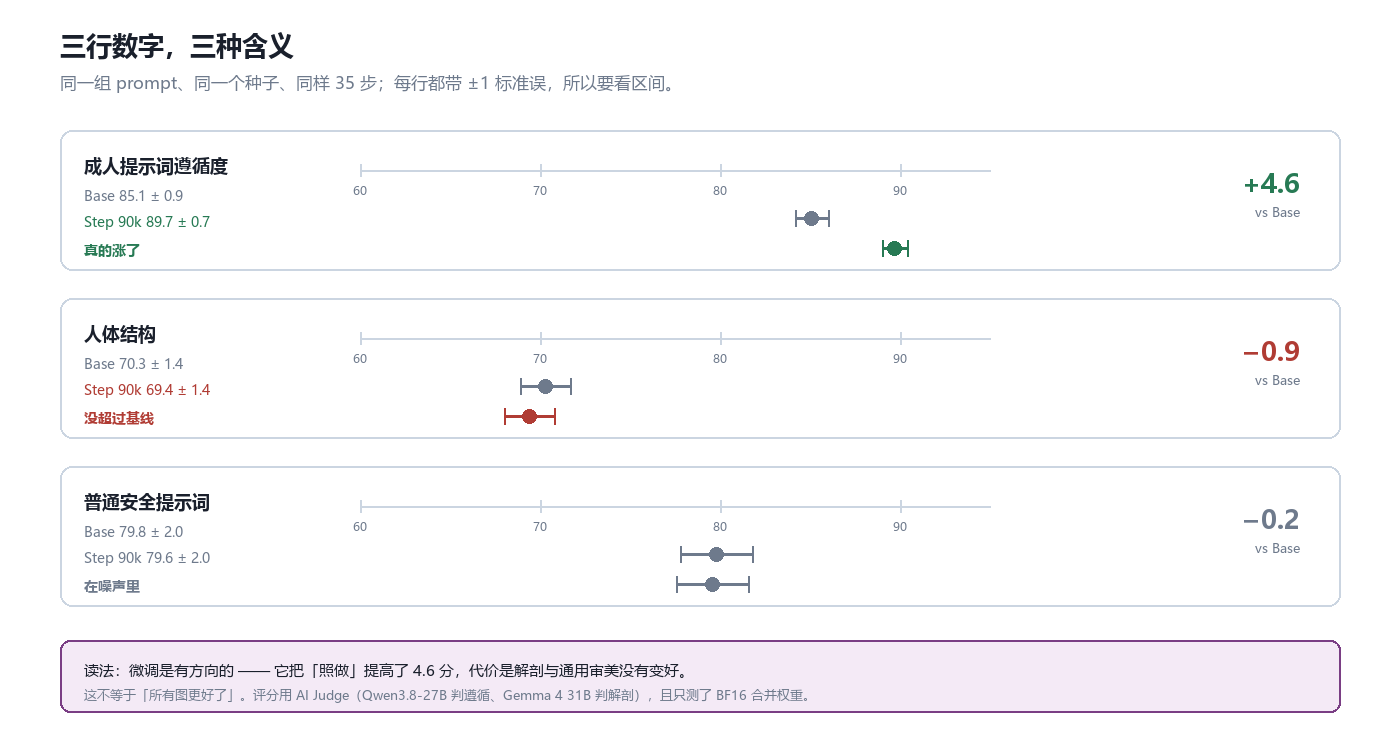 三行数字，三种含义
同一组 prompt、同一个种子、同样 35 步；每行都带 ±1 标准误，所以要看区间。
成人提示词遵循度
Base 85.1 ± 0.9
Step 90k 89.7 ± 0.7
真的涨了
60 70 80 90
+4.6
vs Base
人体结构
Base 70.3 ± 1.4
Step 90k 69.4 ± 1.4
没超过基线
60 70 80 90
−0.9
vs Base
普通安全提示词
Base 79.8 ± 2.0
Step 90k 79.6 ± 2.0
在噪声里
60 70 80 90
−0.2
vs Base
读法：微调是有方向的 —— 它把「照做」提高了 4.6 分，代价是解剖与通用审美没有变好。
这不等于「所有图更好了」。评分用 AI Judge（Qwen3.8-27B 判遵循、Gemma 4 31B 判解剖），且只测了 BF16 合并权重。